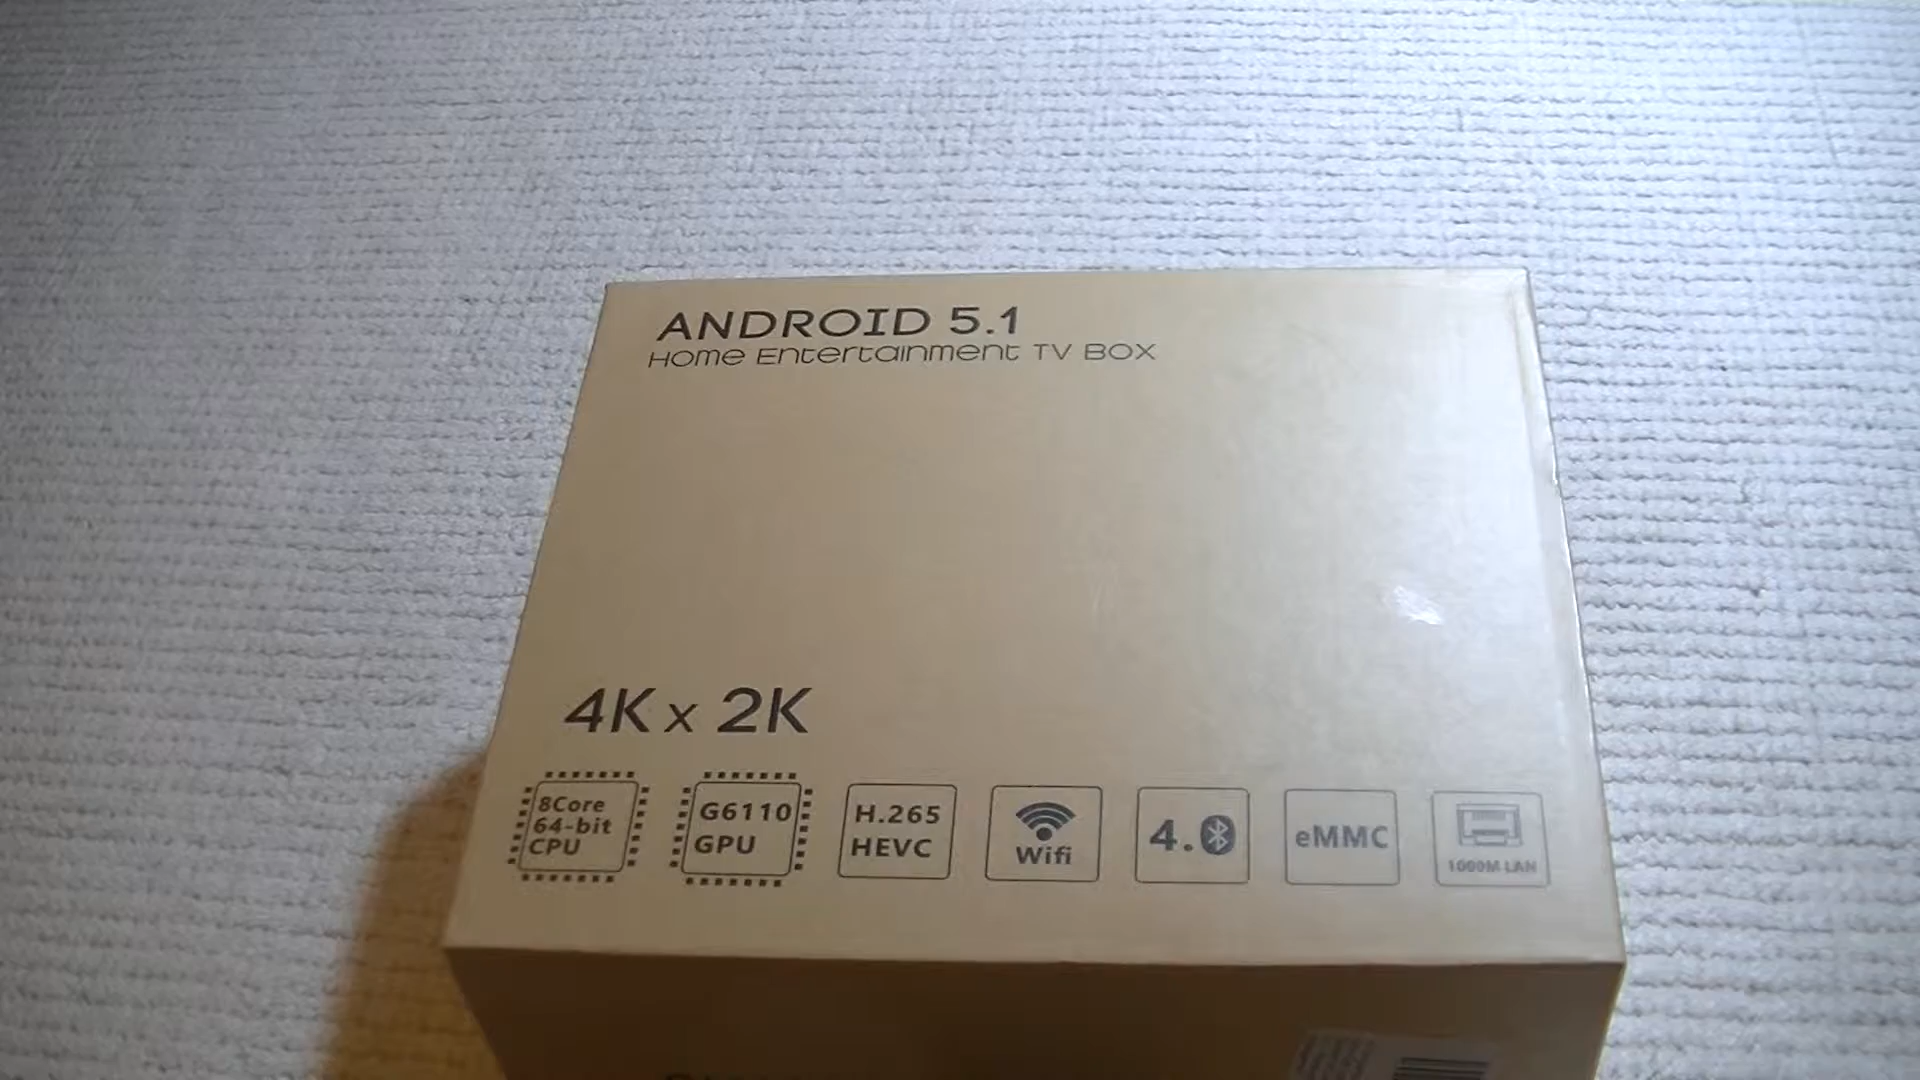 ANDROID 5.1
Home Entertainment TV BOX
4K x 2K
8Core
64-bit
CPU
G6110
GPU
H.265
HEVC
Wifi
4.0
eMMC
1000M LAN